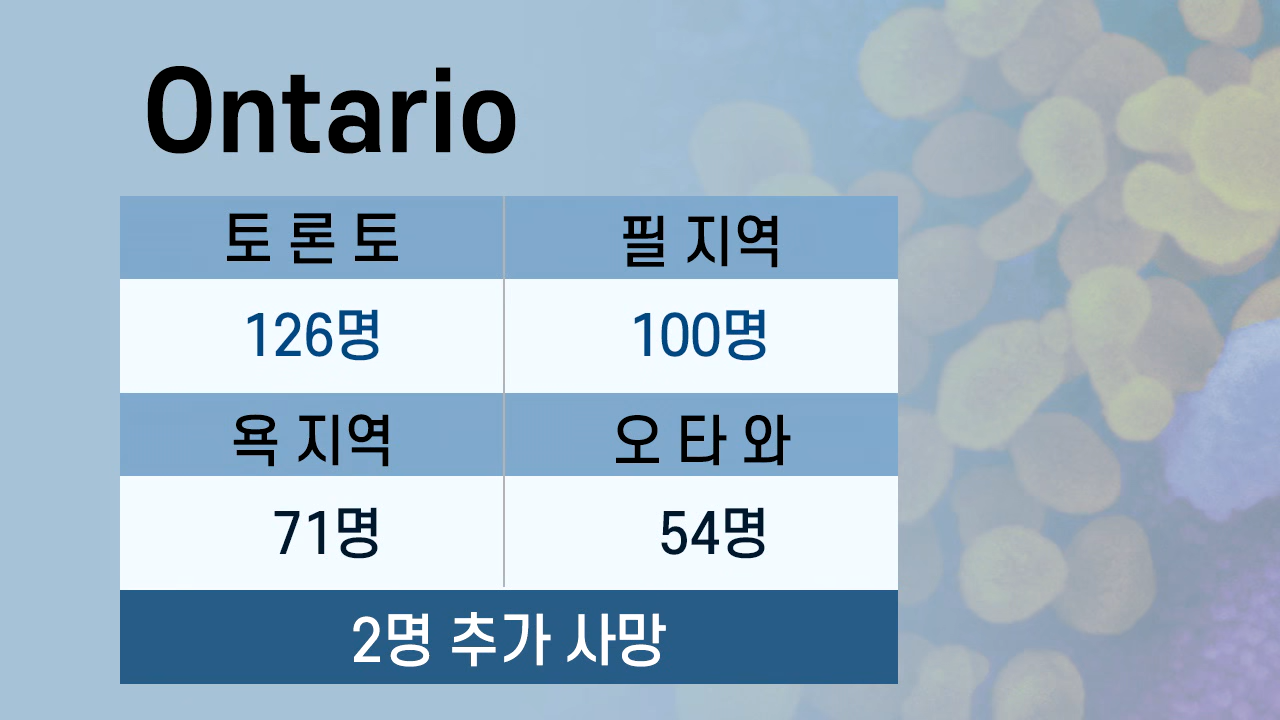 Ontario
토 론 토 필 지역
126명 100명
욕 지역 오 타 와
71명 54명
2명 추가 사망